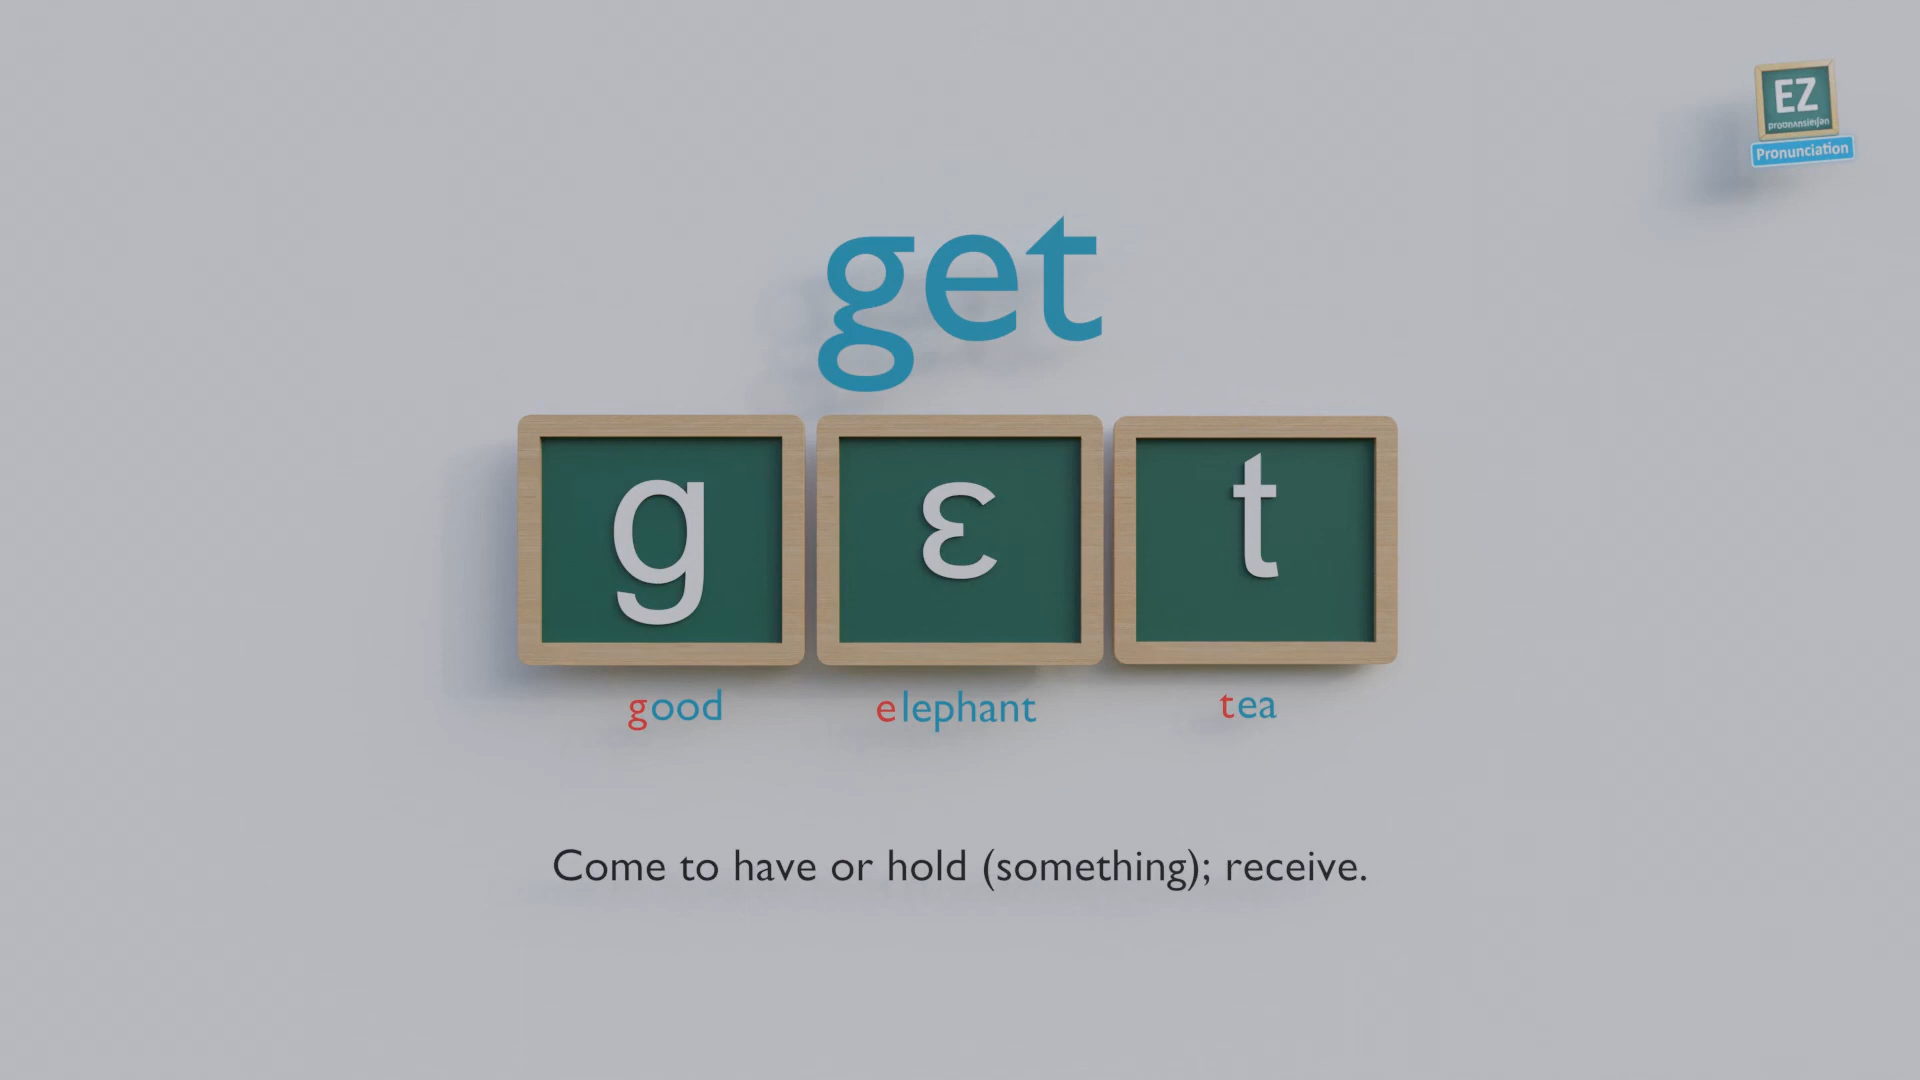 EZ
Pronunciation
get
g ɛ t
good elephant tea
Come to have or hold (something); receive.